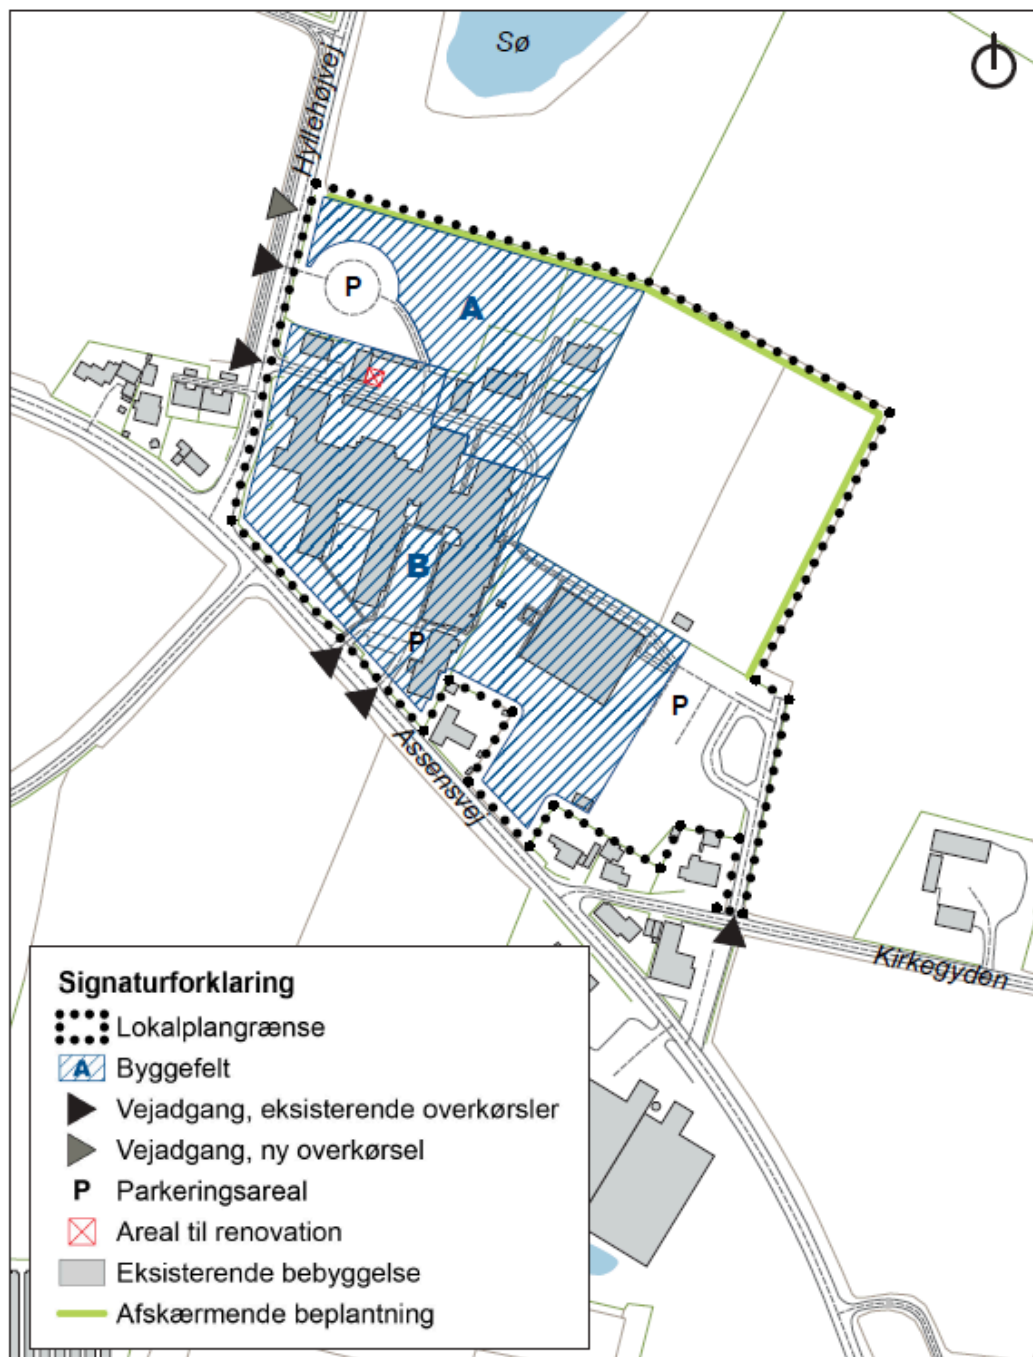 Sø
Hyllehøjvej
P
A
B
P
P
Assensvej
Kirkegyden
Signaturforklaring
Lokalplangrænse
A Byggefelt
Vejadgang, eksisterende overkørsler
Vejadgang, ny overkørsel
P Parkeringsareal
Areal til renovation
Eksisterende bebyggelse
Afskærmende beplantning